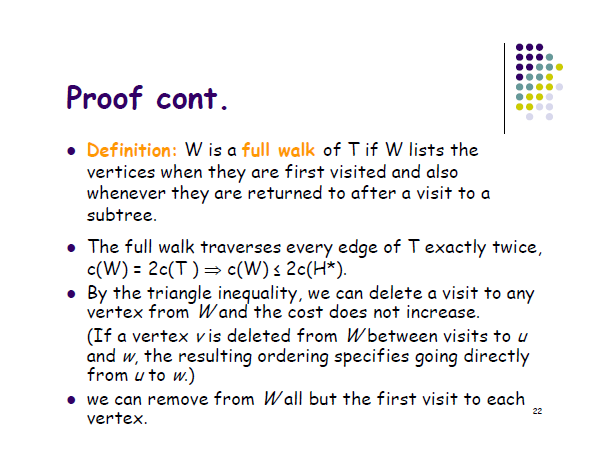 Proof cont.
● Definition: W is a full walk of T if W lists the
vertices when they are first visited and also
whenever they are returned to after a visit to a
subtree.
● The full walk traverses every edge of T exactly twice,
c(W) = 2c(T ) ⇒ c(W) ≤ 2c(H*).
● By the triangle inequality, we can delete a visit to any
vertex from W and the cost does not increase.
(If a vertex v is deleted from W between visits to u
and w, the resulting ordering specifies going directly
from u to w.)
● we can remove from W all but the first visit to each
vertex.
22